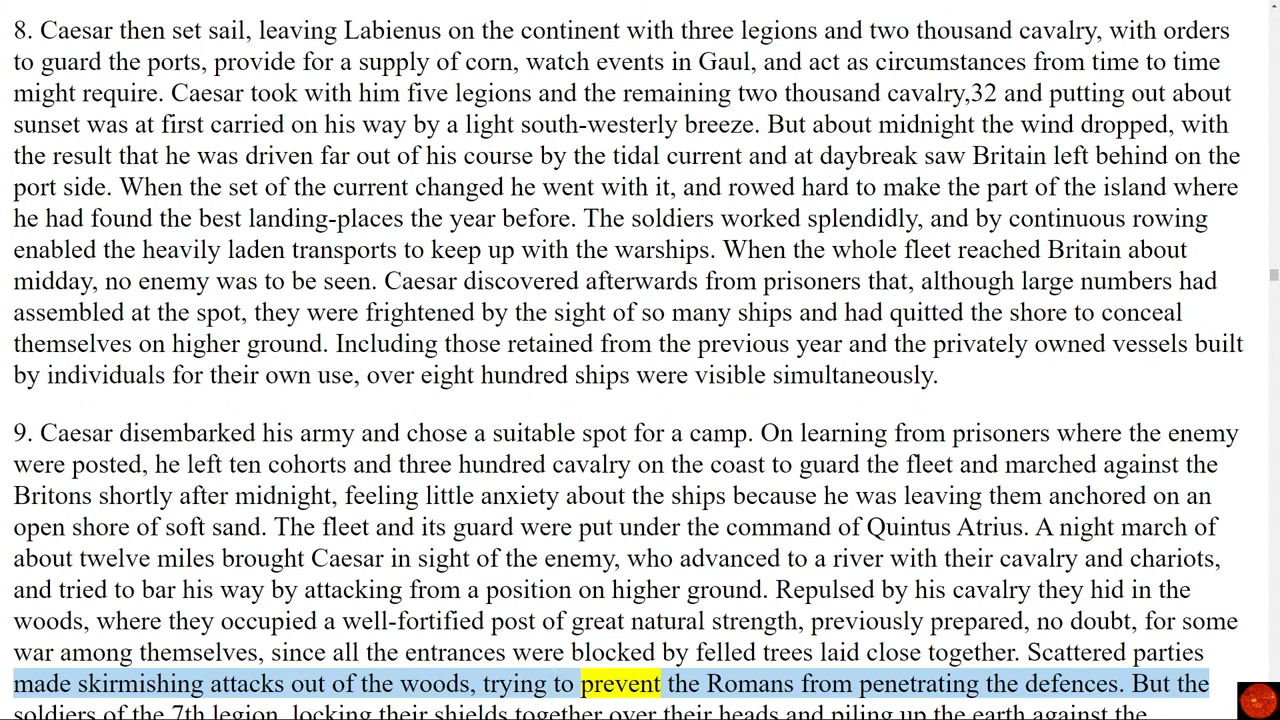 8. Caesar then set sail, leaving Labienus on the continent with three legions and two thousand cavalry, with orders
to guard the ports, provide for a supply of corn, watch events in Gaul, and act as circumstances from time to time
might require. Caesar took with him five legions and the remaining two thousand cavalry,32 and putting out about
sunset was at first carried on his way by a light south-westerly breeze. But about midnight the wind dropped, with
the result that he was driven far out of his course by the tidal current and at daybreak saw Britain left behind on the
port side. When the set of the current changed he went with it, and rowed hard to make the part of the island where
he had found the best landing-places the year before. The soldiers worked splendidly, and by continuous rowing
enabled the heavily laden transports to keep up with the warships. When the whole fleet reached Britain about
midday, no enemy was to be seen. Caesar discovered afterwards from prisoners that, although large numbers had
assembled at the spot, they were frightened by the sight of so many ships and had quitted the shore to conceal
themselves on higher ground. Including those retained from the previous year and the privately owned vessels built
by individuals for their own use, over eight hundred ships were visible simultaneously.
9. Caesar disembarked his army and chose a suitable spot for a camp. On learning from prisoners where the enemy
were posted, he left ten cohorts and three hundred cavalry on the coast to guard the fleet and marched against the
Britons shortly after midnight, feeling little anxiety about the ships because he was leaving them anchored on an
open shore of soft sand. The fleet and its guard were put under the command of Quintus Atrius. A night march of
about twelve miles brought Caesar in sight of the enemy, who advanced to a river with their cavalry and chariots,
and tried to bar his way by attacking from a position on higher ground. Repulsed by his cavalry they hid in the
woods, where they occupied a well-fortified post of great natural strength, previously prepared, no doubt, for some
war among themselves, since all the entrances were blocked by felled trees laid close together. Scattered parties
made skirmishing attacks out of the woods, trying to prevent the Romans from penetrating the defences. But the
soldiers of the 7th legion, locking their shields together over their heads and piling up the earth against the